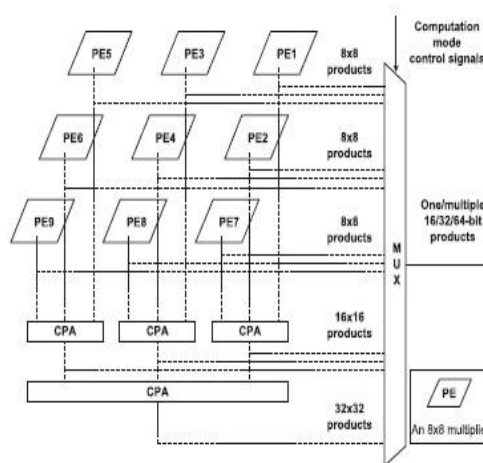 Computation
mode
control signals
PE5
PE3
PE1
8x8
products
PE6
PE4
PE2
8x8
products
PE9
PE8
PE7
8x8
products
One/multiple
16/32/64-bit
products
M
U
X
16x16
products
CPA
CPA
CPA
CPA
32x32
products
PE
An 8x8 multiplie